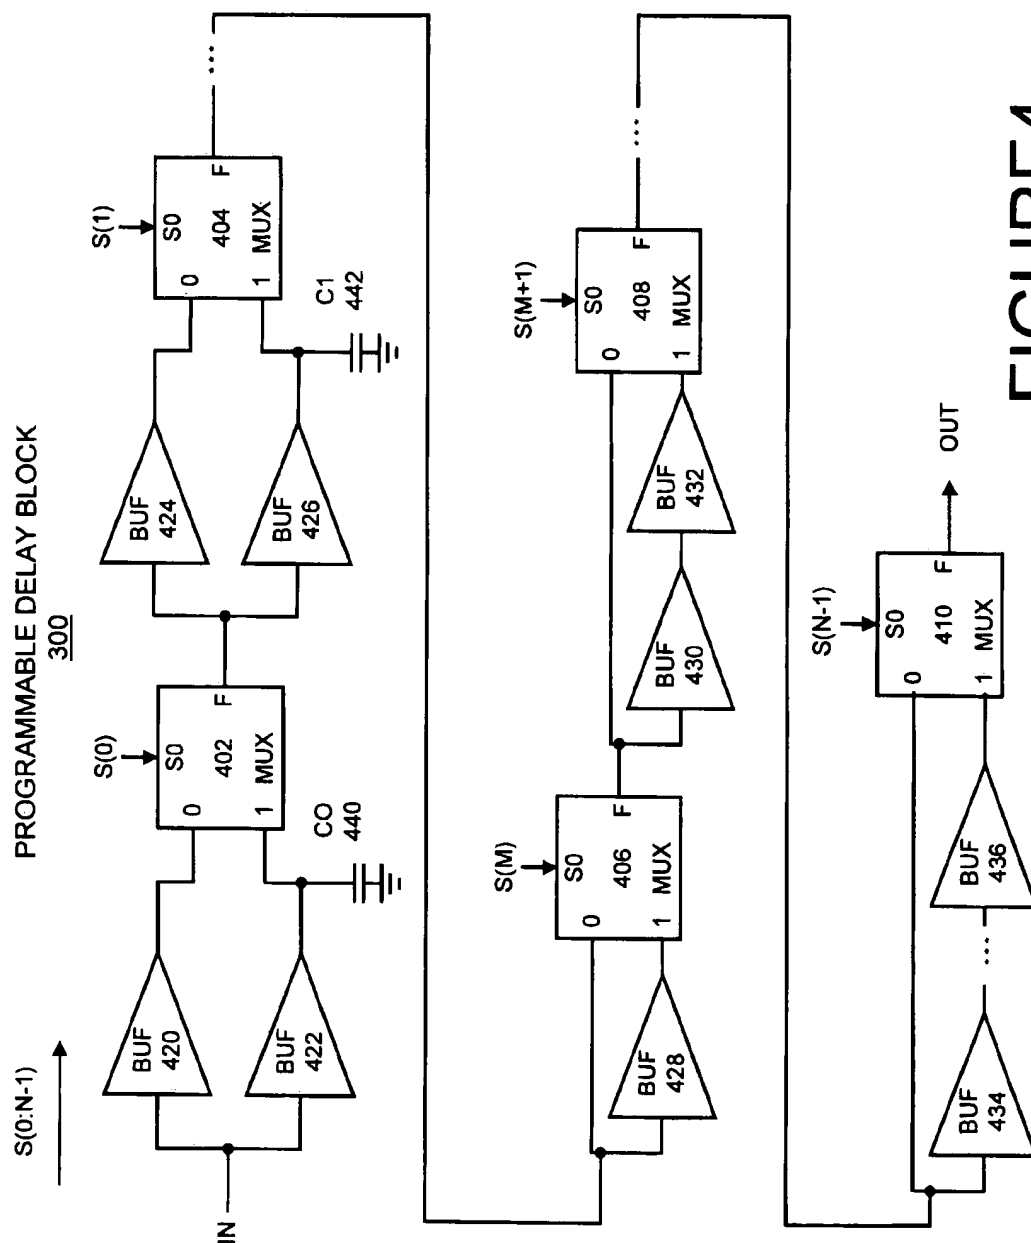 PROGRAMMABLE DELAY BLOCK
300
S(0:N-1)
IN
BUF
420
BUF
422
CO
440
S(0)
S0
0
402
1
MUX
F
BUF
424
BUF
426
C1
442
S(1)
S0
0
404
1
MUX
F
...
BUF
428
S(M)
S0
0
406
1
MUX
F
BUF
430
BUF
432
S(M+1)
S0
0
408
1
MUX
F
...
BUF
434
...
BUF
436
S(N-1)
S0
0
410
1
MUX
F
OUT
FIGURE4